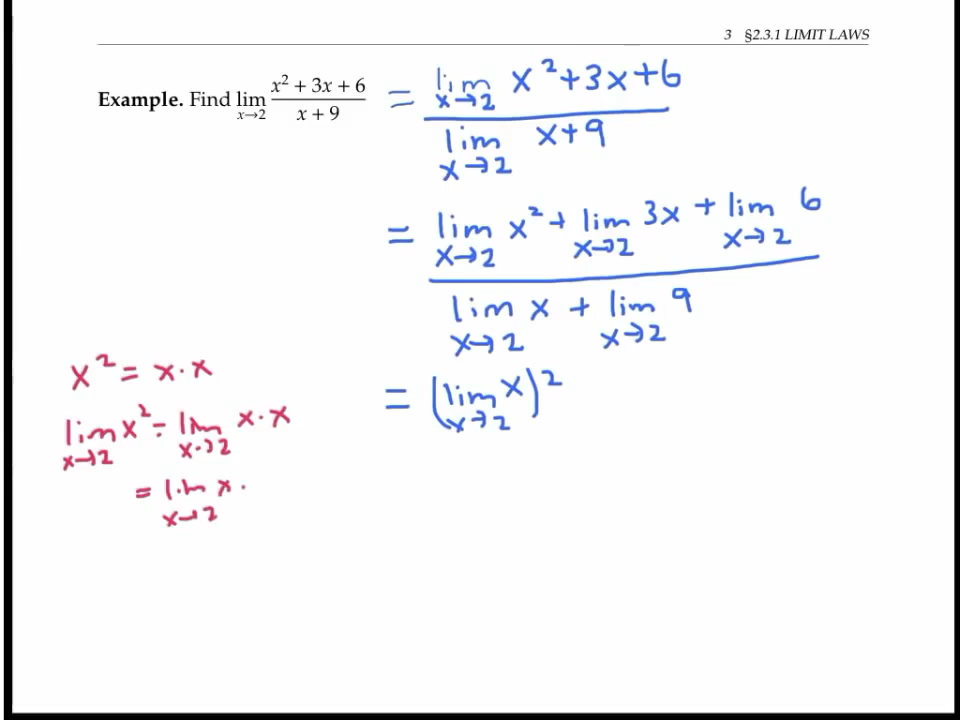 3 §2.3.1 LIMIT LAWS
Example. Find lim x→2 (x² + 3x + 6)/(x + 9)
= lim x→2 x²+3x+6
lim x→2 x+9
= lim x→2 x² + lim x→2 3x + lim x→2 6
lim x→2 x + lim x→2 9
= (lim x→2 x)²
x² = x·x
lim x→2 x² = lim x→2 x·x
= lim x→2 x·